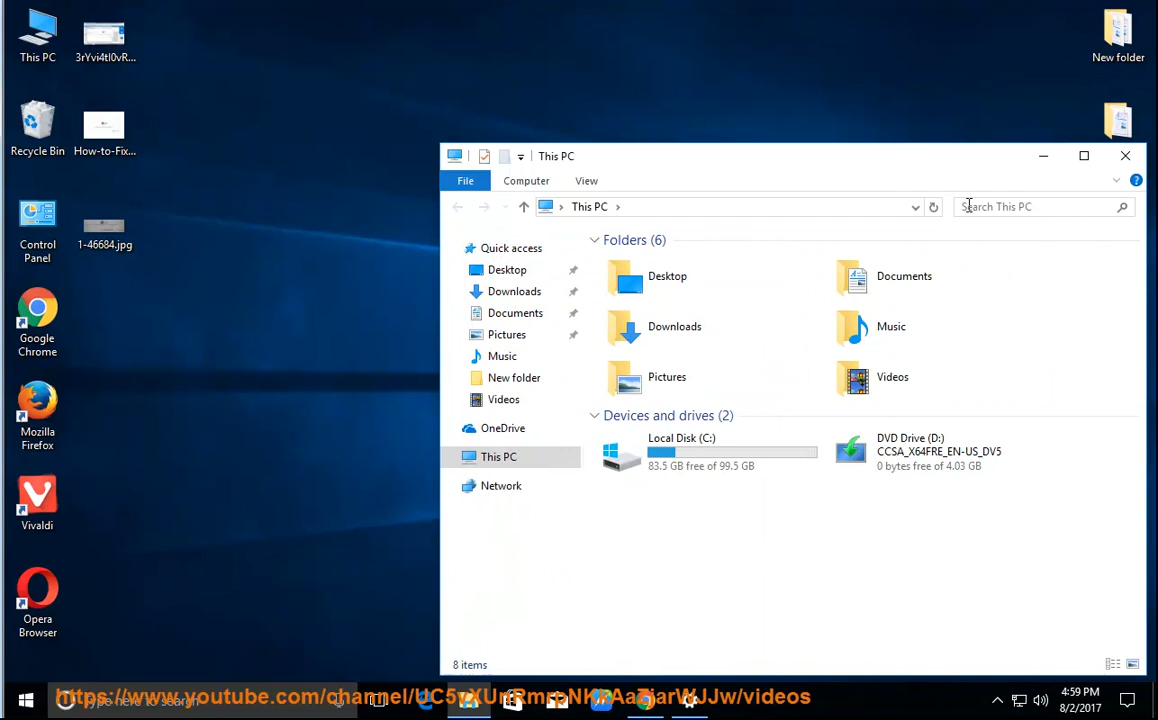 This PC
3rYvi4tl0vR...
New folder
Recycle Bin
How-to-Fix...
Control
Panel
1-46684.jpg
Google
Chrome
Mozilla
Firefox
Vivaldi
Opera
Browser
This PC
File
Computer
View
This PC
Search This PC
Quick access
Desktop
Downloads
Documents
Pictures
Music
New folder
Videos
OneDrive
This PC
Network
Folders (6)
Desktop
Documents
Downloads
Music
Pictures
Videos
Devices and drives (2)
Local Disk (C:)
83.5 GB free of 99.5 GB
DVD Drive (D:)
CCSA_X64FRE_EN-US_DV5
0 bytes free of 4.03 GB
8 items
Type here to search
4:59 PM
8/2/2017